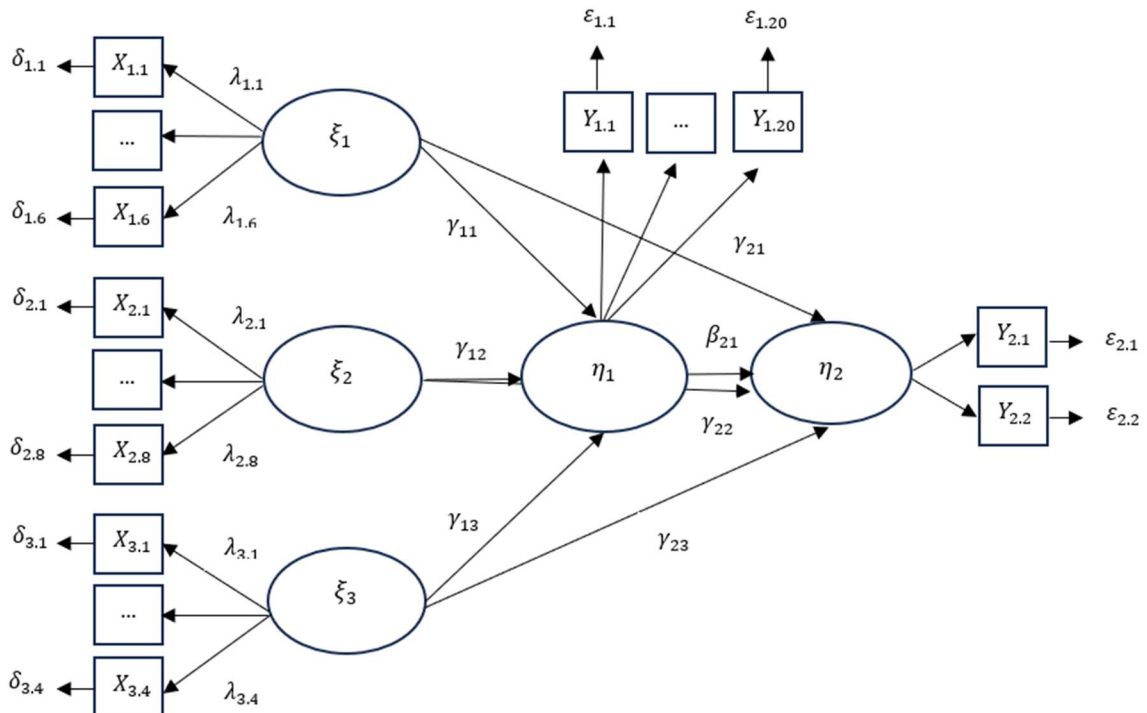 ε₁.₁
ε₁.₂₀
δ₁.₁
X₁.₁
λ₁.₁
ξ₁
Y₁.₁
...
Y₁.₂₀
...
δ₁.₆
X₁.₆
λ₁.₆
γ₁₁
γ₂₁
δ₂.₁
X₂.₁
λ₂.₁
...
ξ₂
γ₁₂
η₁
β₂₁
γ₂₂
η₂
Y₂.₁
ε₂.₁
Y₂.₂
ε₂.₂
δ₂.₈
X₂.₈
λ₂.₈
δ₃.₁
X₃.₁
λ₃.₁
...
ξ₃
γ₁₃
γ₂₃
δ₃.₄
X₃.₄
λ₃.₄